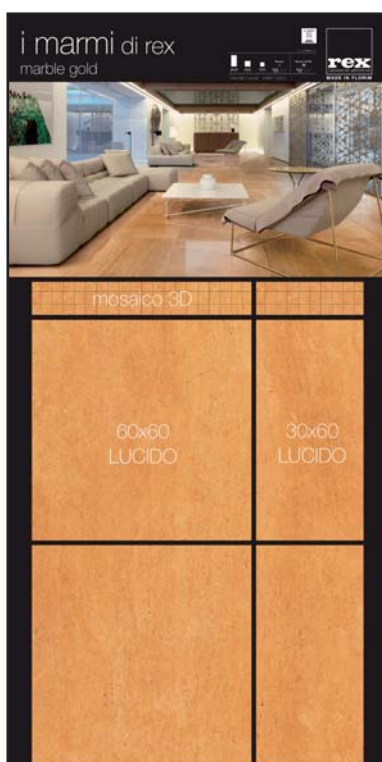 i marmi di rex
marble gold
rex
MADE IN FLORIM
mosaico 3D
60x60
LUCIDO
30x60
LUCIDO